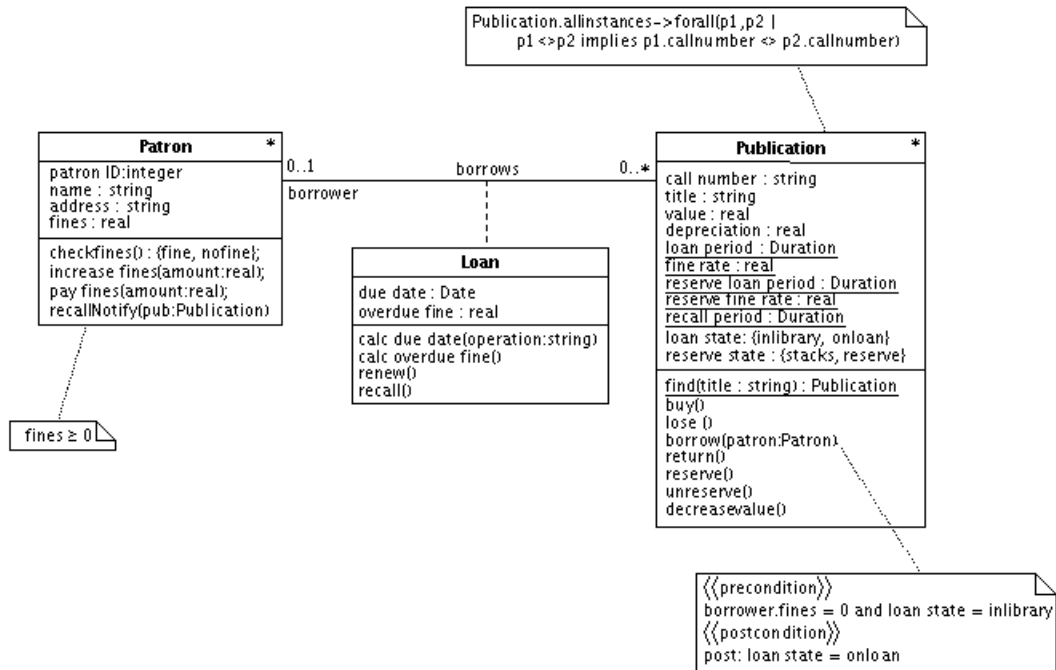 Publication.allinstances->forall(p1,p2 |
p1 <>p2 implies p1.callnumber <> p2.callnumber)
Patron *
patron ID:integer
name : string
address : string
fines : real
checkfines() : {fine, nofine};
increase fines(amount:real);
pay fines(amount:real);
recallNotify(pub:Publication)
fines ≥ 0
0..1 borrows 0..*
borrower
Loan
due date : Date
overdue fine : real
calc due date(operation:string)
calc overdue fine()
renew()
recall()
Publication *
call number : string
title : string
value : real
depreciation : real
loan period : Duration
fine rate : real
reserve loan period : Duration
reserve fine rate : real
recall period : Duration
loan state: {inlibrary, onloan}
reserve state : {stacks, reserve}
find(title : string) : Publication
buy()
lose ()
borrow(patron:Patron)
return()
reserve()
unreserve()
decreasevalue()
⟨⟨precondition⟩⟩
borrower.fines = 0 and loan state = inlibrary
⟨⟨postcondition⟩⟩
post: loan state = onloan